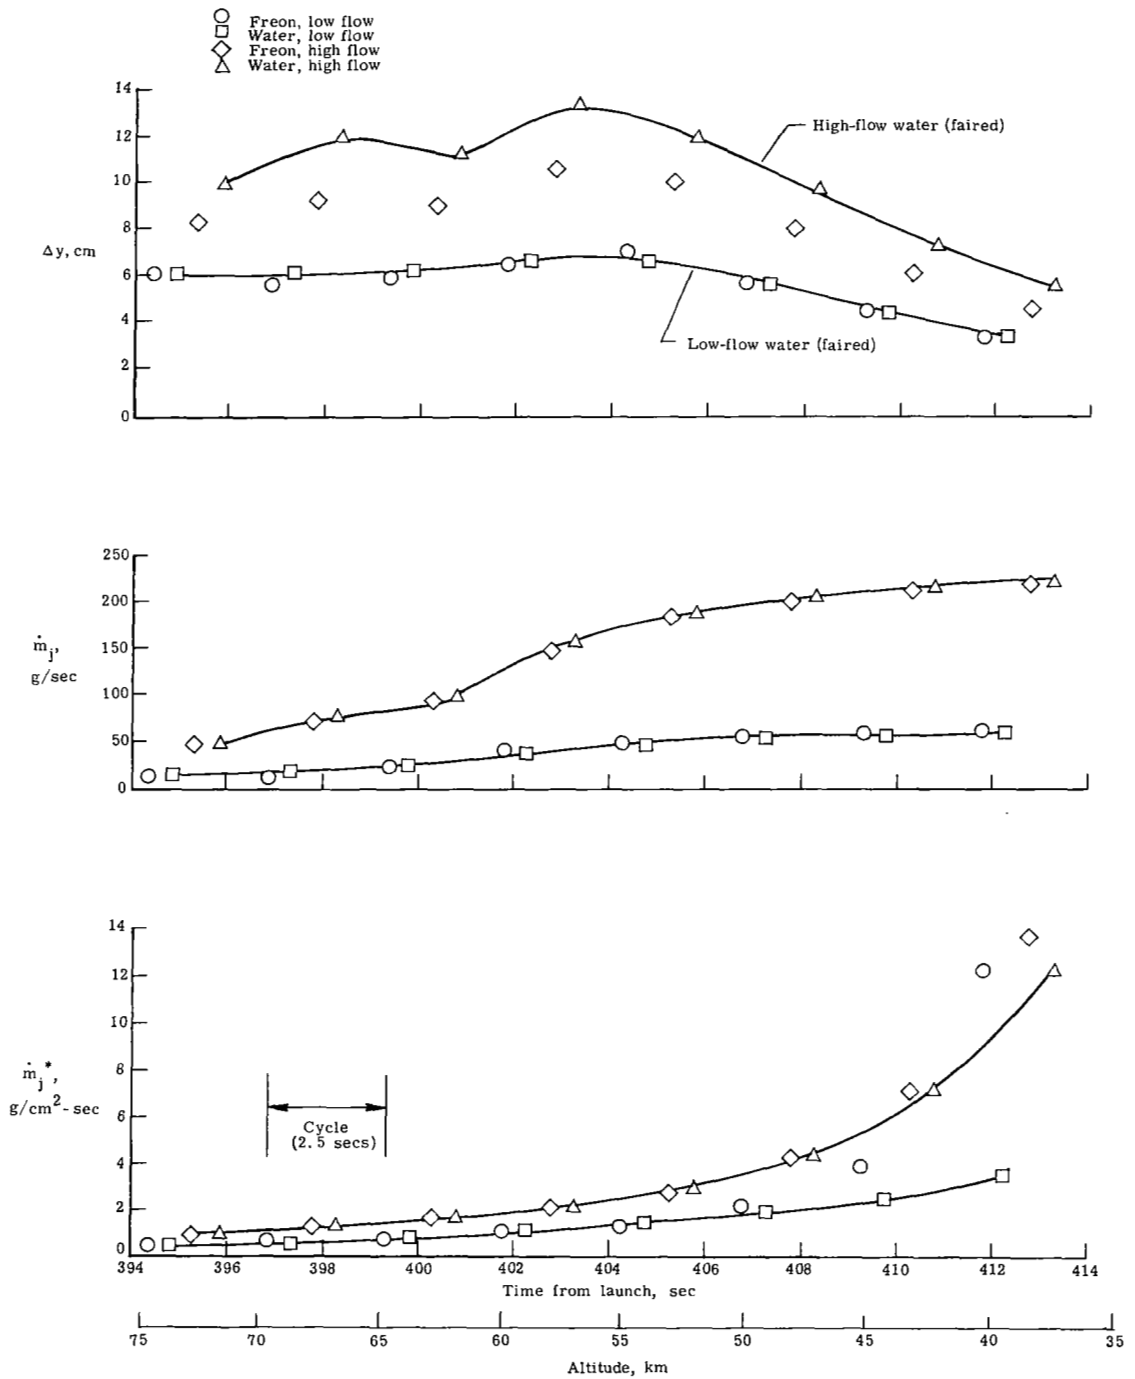 Freon, low flow
Water, low flow
Freon, high flow
Water, high flow
14
12
10
8
6
4
2
0
Δy, cm
High-flow water (faired)
Low-flow water (faired)
250
200
150
100
50
0
ṁj,
g/sec
14
12
10
8
6
4
2
0
ṁj*,
g/cm²-sec
Cycle
(2.5 secs)
394 396 398 400 402 404 406 408 410 412 414
Time from launch, sec
75 70 65 60 55 50 45 40 35
Altitude, km